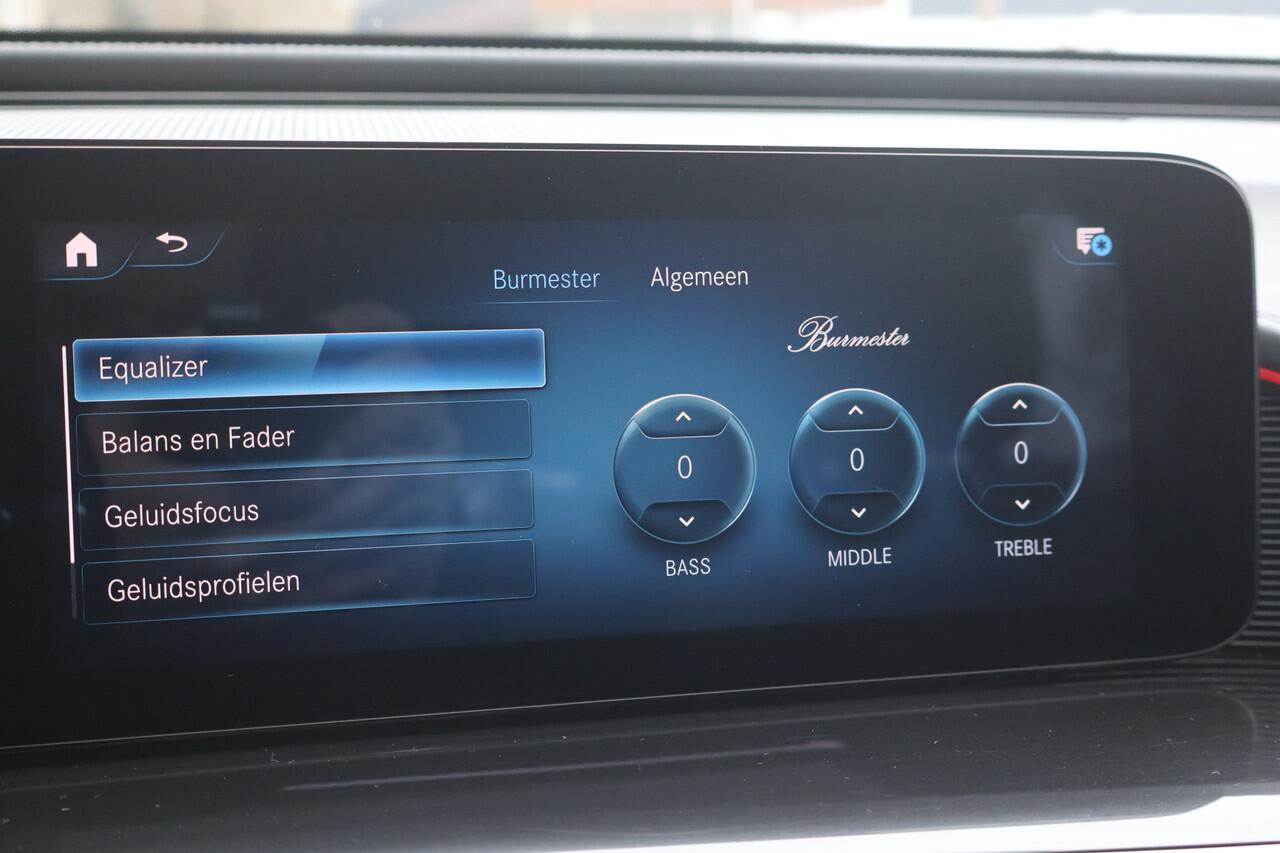 Burmester
Algemeen
Burmester
Equalizer
Balans en Fader
Geluidsfocus
Geluidsprofielen
0
0
0
BASS
MIDDLE
TREBLE